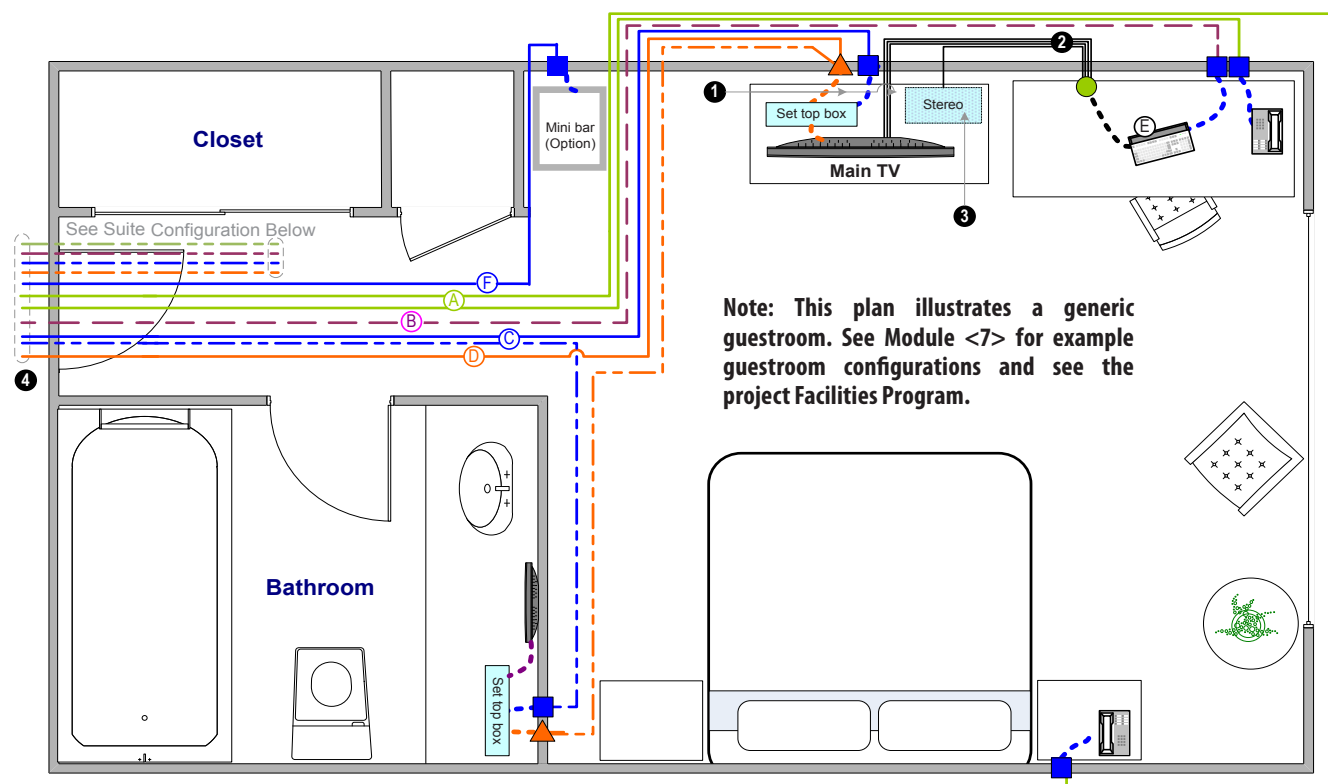 2
1
Set top box
Stereo
E
Mini bar
(Option)
Closet
Main TV
3
See Suite Configuration Below
F
A
B
C
D
4
Note: This plan illustrates a generic
guestroom. See Module <7> for example
guestroom configurations and see the
project Facilities Program.
Bathroom
Set top box